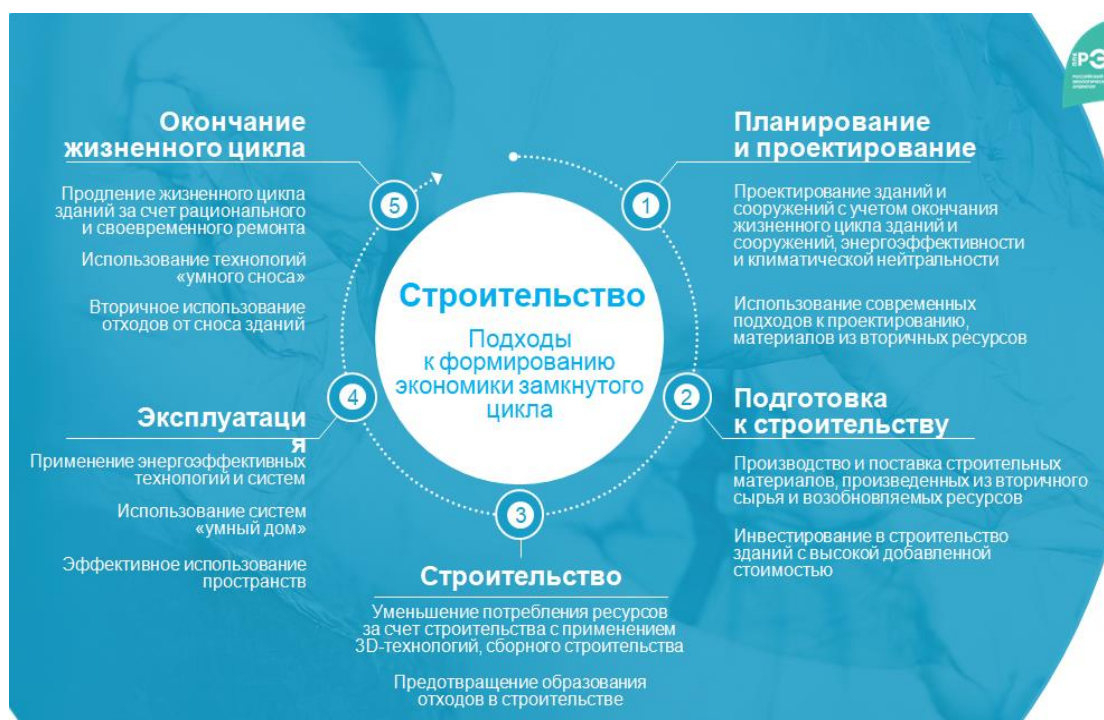 ППК
РЭ
РОССИЙСКИЙ
Окончание
жизненного цикла
Продление жизненного цикла
зданий за счет рационального
и своевременного ремонта
Использование технологий
«умного сноса»
Вторичное использование
отходов от сноса зданий
5
Планирование
и проектирование
1
Проектирование зданий и
сооружений с учетом окончания
жизненного цикла зданий и
сооружений, энергоэффективности
и климатической нейтральности
Использование современных
подходов к проектированию,
материалов из вторичных ресурсов
Строительство
Подходы
к формированию
экономики замкнутого
цикла
4
Эксплуатаци
я
Применение энергоэффективных
технологий и систем
Использование систем
«умный дом»
Эффективное использование
пространств
2
Подготовка
к строительству
Производство и поставка строительных
материалов, произведенных из вторичного
сырья и возобновляемых ресурсов
Инвестирование в строительство
зданий с высокой добавленной
стоимостью
3
Строительство
Уменьшение потребления ресурсов
за счет строительства с применением
3D-технологий, сборного строительства
Предотвращение образования
отходов в строительстве